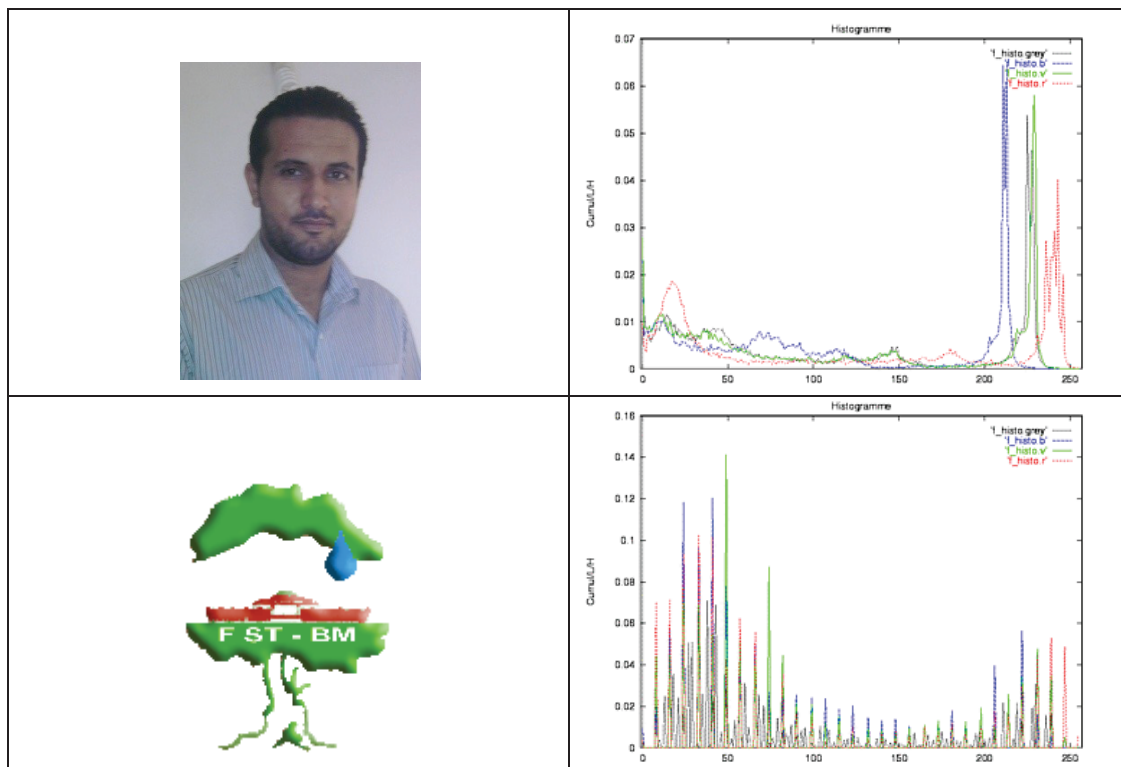 Histogramme
0.07
'f_histo.grey'
'f_histo.b'
0.06
'f_histo.v'
'f_histo.r'
0.05
0.04
Cumul/L/H
0.03
0.02
0.01
0
0 50 100 150 200 250
Histogramme
0.16
'f_histo.grey'
'f_histo.b'
'f_histo.v'
0.14
'f_histo.r'
0.12
0.1
Cumul/L/H
0.08
0.06
0.04
0.02
0
0 50 100 150 200 250
F ST - BM